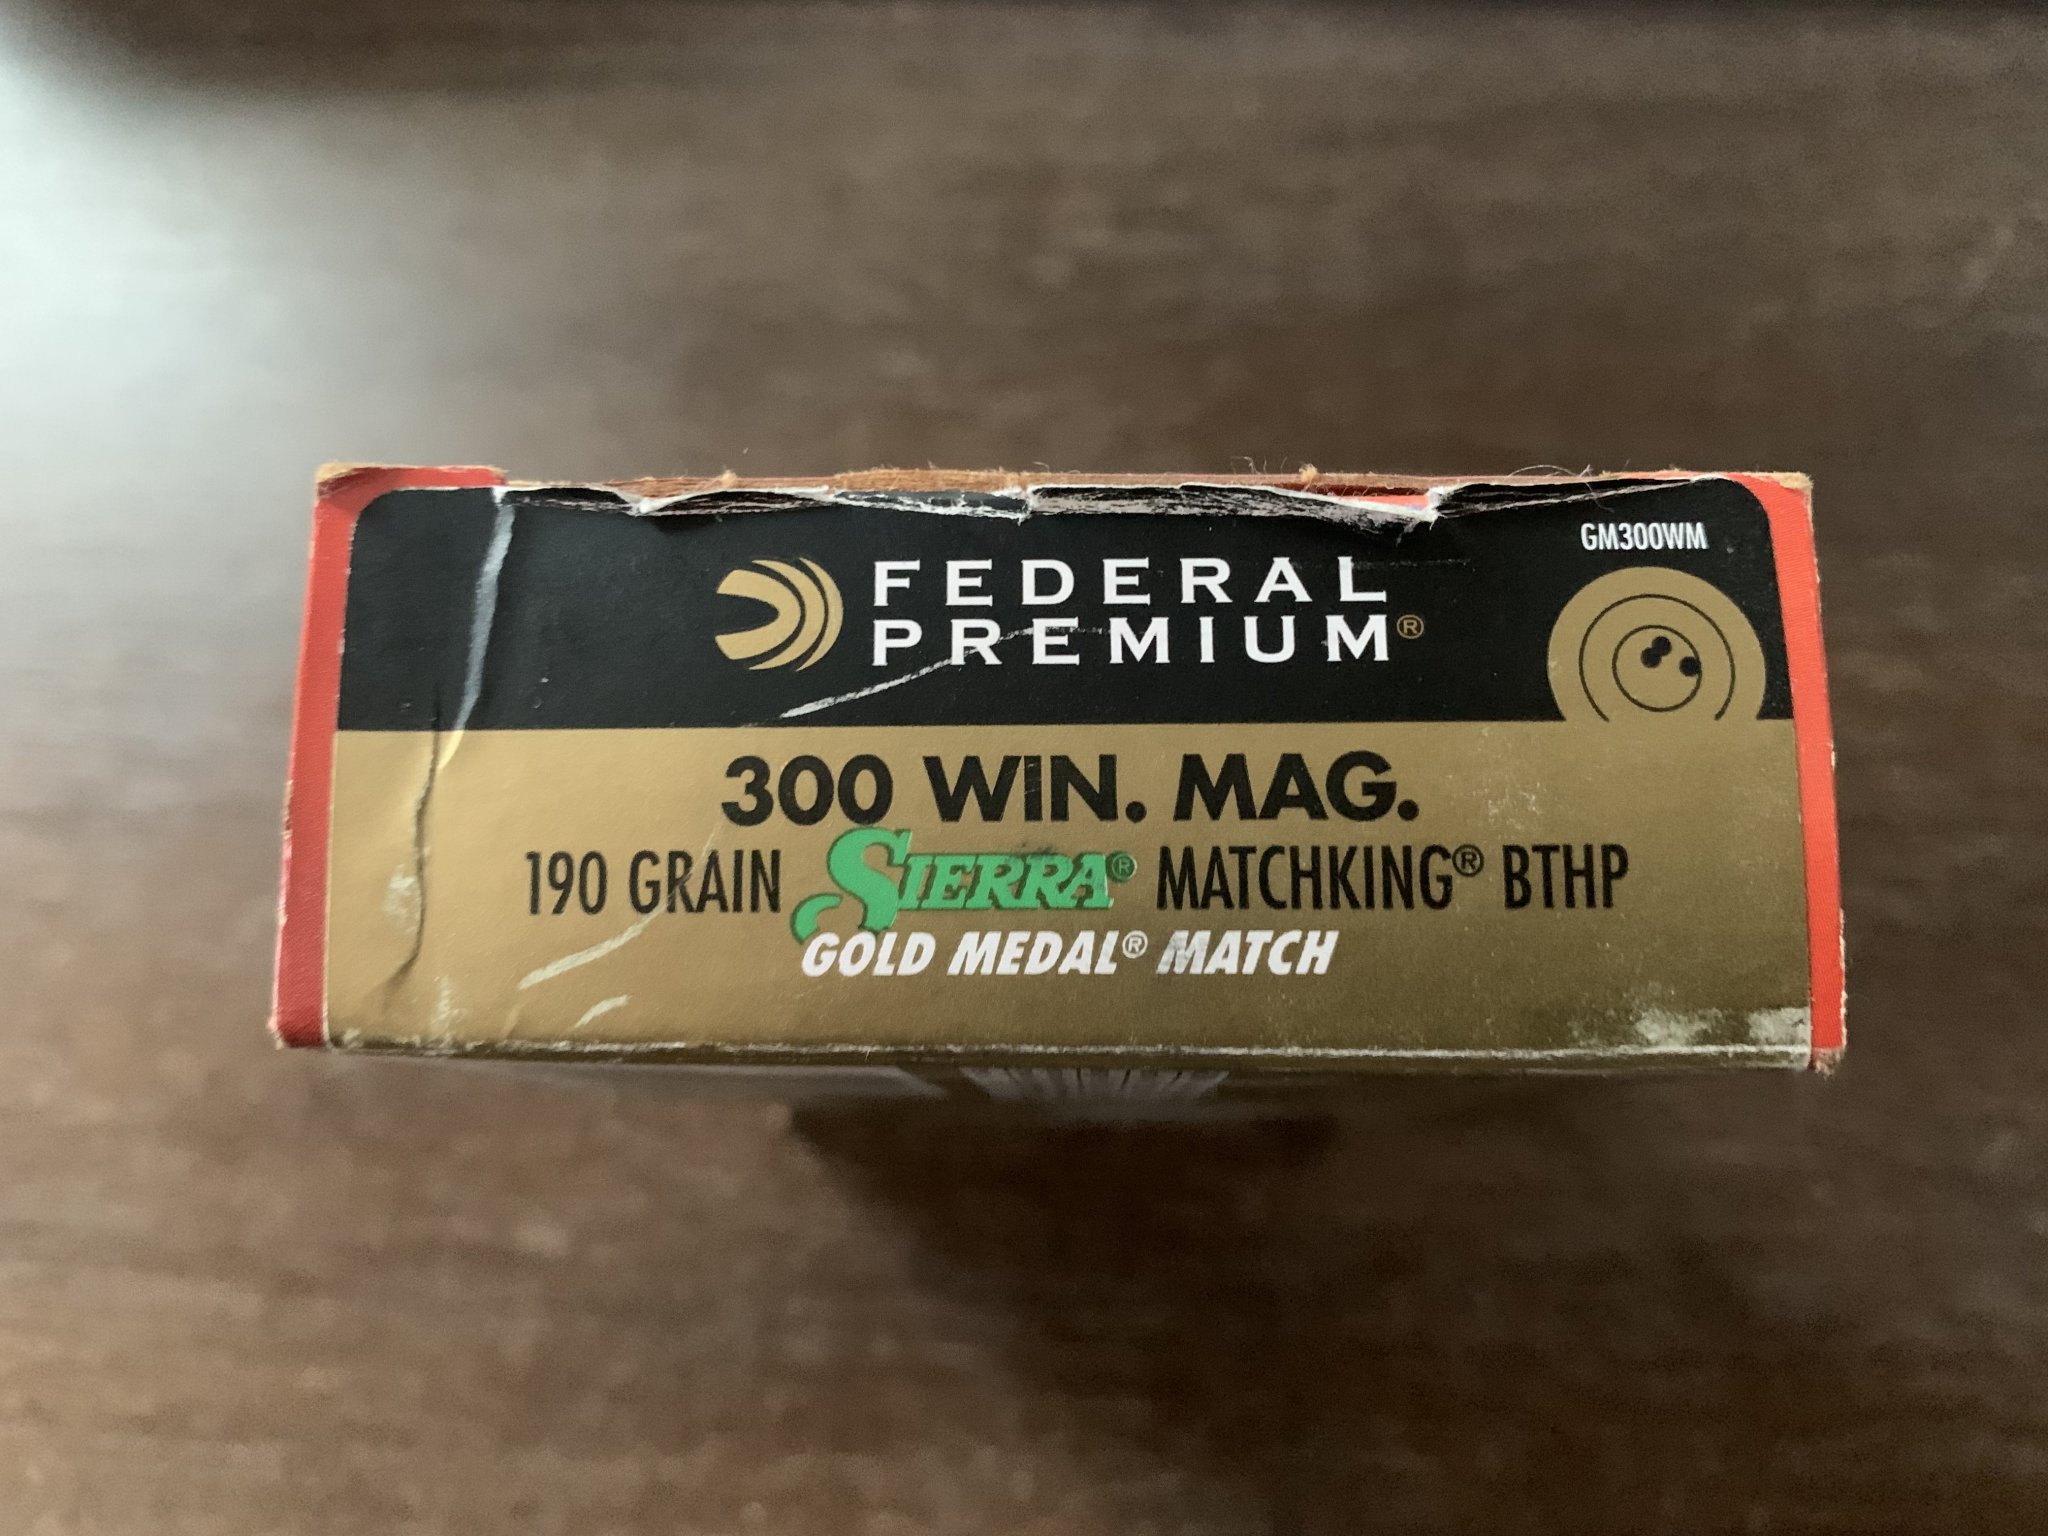 GM300WM
FEDERAL
PREMIUM®
300 WIN. MAG.
190 GRAIN SIERRA® MATCHKING® BTHP
GOLD MEDAL® MATCH